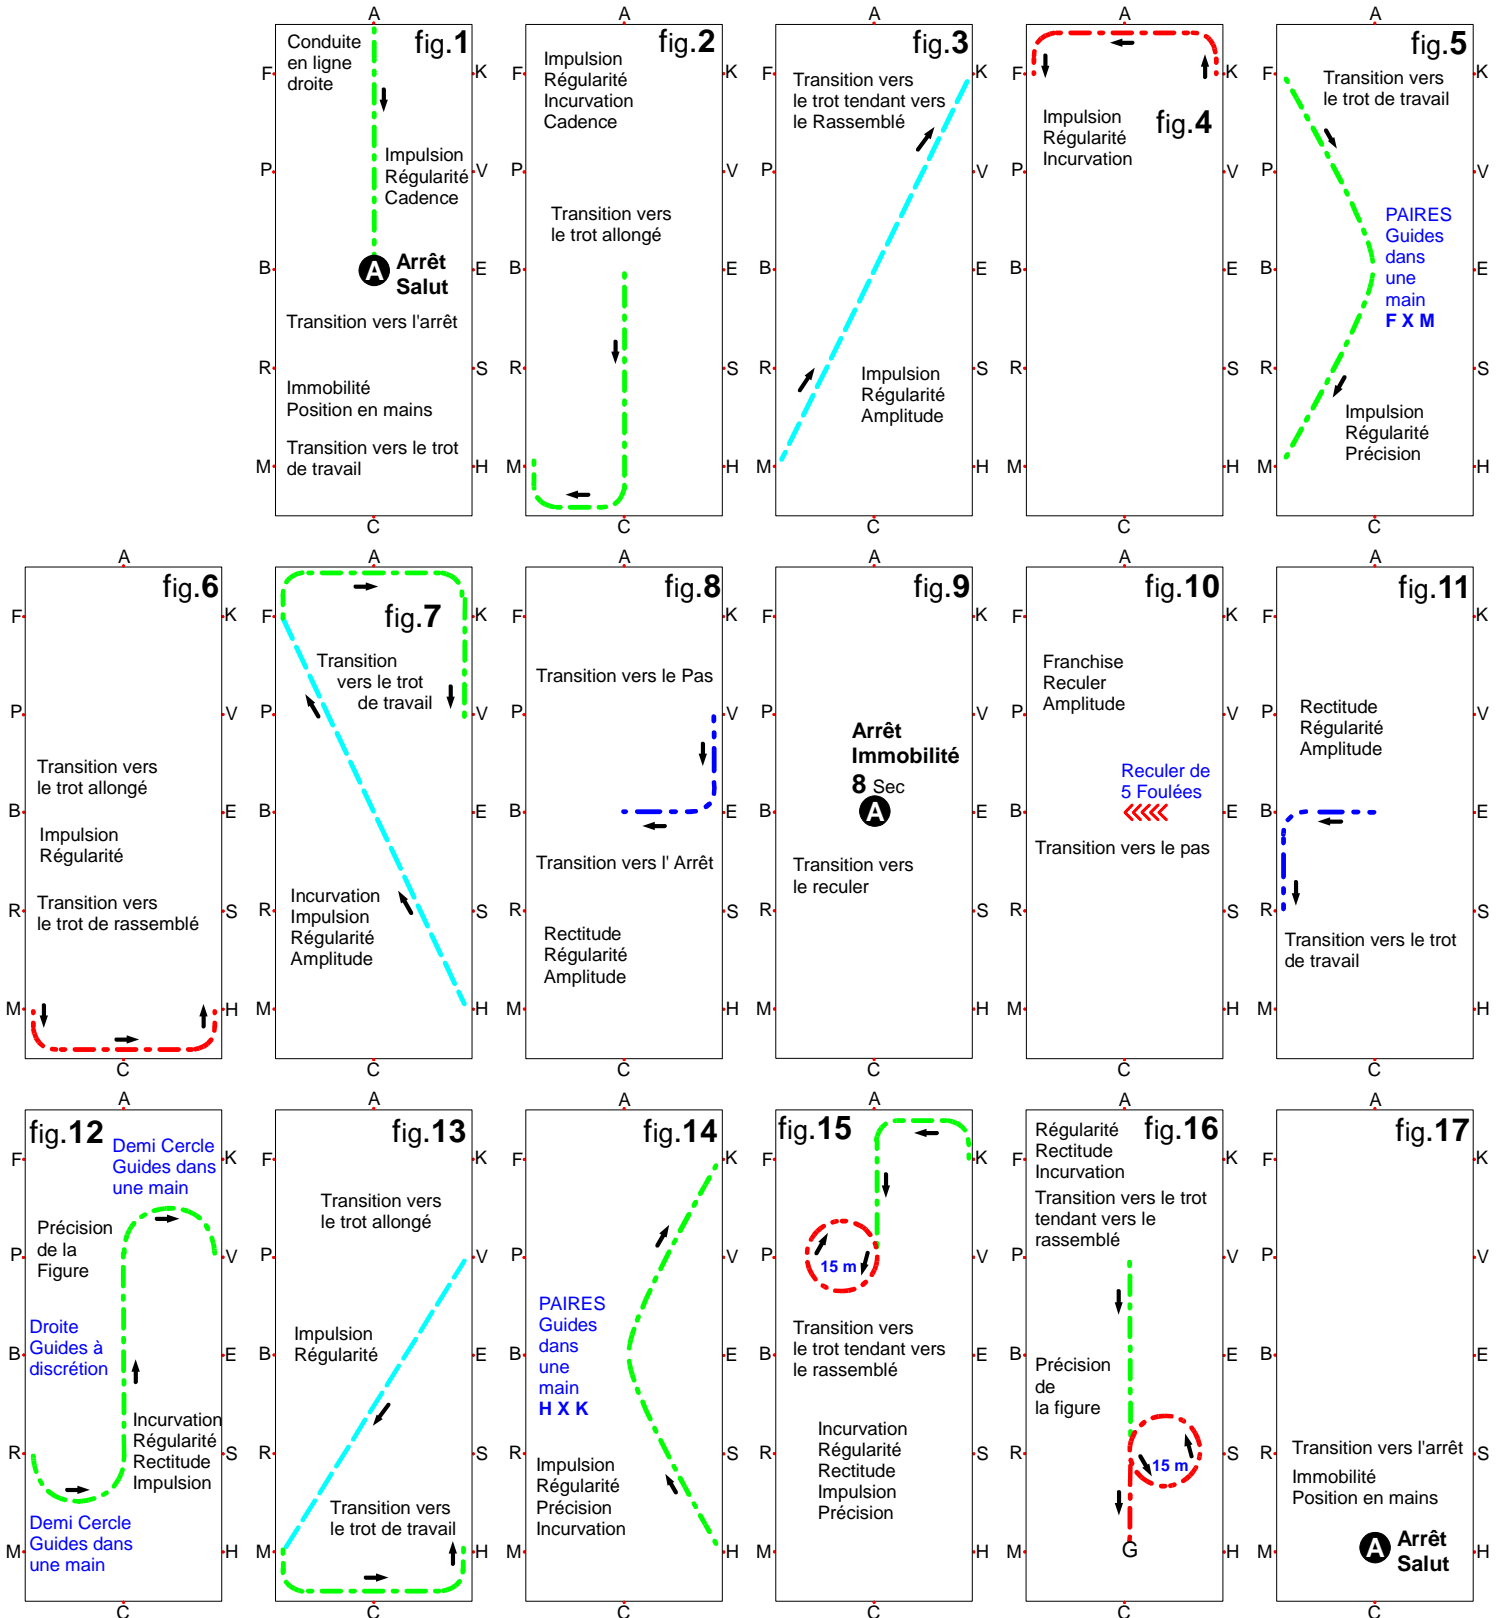 A
fig.1
Conduite
en ligne
droite
F
K
Impulsion
Régularité
Cadence
P
V
B
A
Arrêt
Salut
E
Transition vers l'arrêt
R
S
Immobilité
Position en mains
Transition vers le trot
de travail
M
H
C
A
fig.2
Impulsion
Régularité
Incurvation
Cadence
F
K
P
V
Transition vers
le trot allongé
B
E
R
S
M
H
C
A
fig.3
Transition vers
le trot tendant vers
le Rassemblé
F
K
P
V
B
E
R
S
Impulsion
Régularité
Amplitude
M
H
C
A
F
K
Impulsion
Régularité
Incurvation
fig.4
P
V
B
E
R
S
M
H
C
A
fig.5
Transition vers
le trot de travail
F
K
P
V
PAIRES
Guides
dans
une
main
F X M
B
E
R
S
Impulsion
Régularité
Précision
M
H
C
A
fig.6
F
K
P
V
Transition vers
le trot allongé
B
E
Impulsion
Régularité
Transition vers
le trot de rassemblé
R
S
M
H
C
A
F
K
fig.7
Transition
vers le trot
de travail
P
V
B
E
Incurvation
Impulsion
Régularité
Amplitude
R
S
M
H
C
A
fig.8
F
K
Transition vers le Pas
P
V
B
E
Transition vers l' Arrêt
R
S
Rectitude
Régularité
Amplitude
M
H
C
A
fig.9
F
K
P
V
Arrêt
Immobilité
8 Sec
B
A
E
Transition vers
le reculer
R
S
M
H
C
A
fig.10
F
K
Franchise
Reculer
Amplitude
P
V
Reculer de
5 Foulées
B
E
Transition vers le pas
R
S
M
H
C
A
fig.11
F
K
Rectitude
Régularité
Amplitude
P
V
B
E
R
S
Transition vers le trot
de travail
M
H
C
A
fig.12
Demi Cercle
Guides dans
une main
F
K
Précision
de la
Figure
P
V
Droite
Guides à
discrétion
B
E
Incurvation
Régularité
Rectitude
Impulsion
R
S
Demi Cercle
Guides dans
une main
M
H
C
A
fig.13
F
K
Transition vers
le trot allongé
P
V
Impulsion
Régularité
B
E
R
S
Transition vers
le trot de travail
M
H
C
A
fig.14
F
K
P
V
PAIRES
Guides
dans
une
main
H X K
B
E
R
S
Impulsion
Régularité
Précision
Incurvation
M
H
C
A
fig.15
F
K
P
V
15 m
Transition vers
le trot tendant vers
le rassemblé
B
E
Incurvation
Régularité
Rectitude
Impulsion
Précision
R
S
M
H
C
A
fig.16
Régularité
Rectitude
Incurvation
F
K
Transition vers le trot
tendant vers le
rassemblé
P
V
B
E
Précision
de
la figure
R
S
15 m
M
G
H
C
A
fig.17
F
K
P
V
B
E
R
S
Transition vers l'arrêt
Immobilité
Position en mains
M
A
Arrêt
Salut
H
C